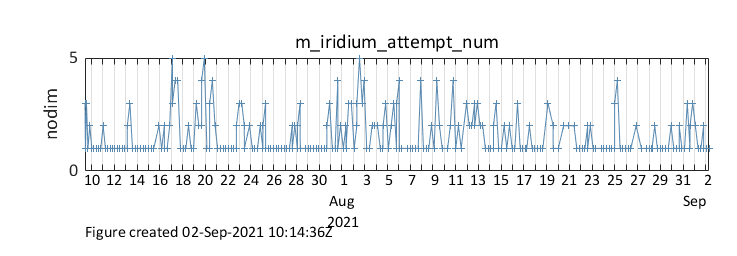 m_iridium_attempt_num
5
nodim
0
10 12 14 16 18 20 22 24 26 28 30 1 3 5 7 9 11 13 15 17 19 21 23 25 27 29 31 2
Aug Sep
2021
Figure created 02-Sep-2021 10:14:36Z